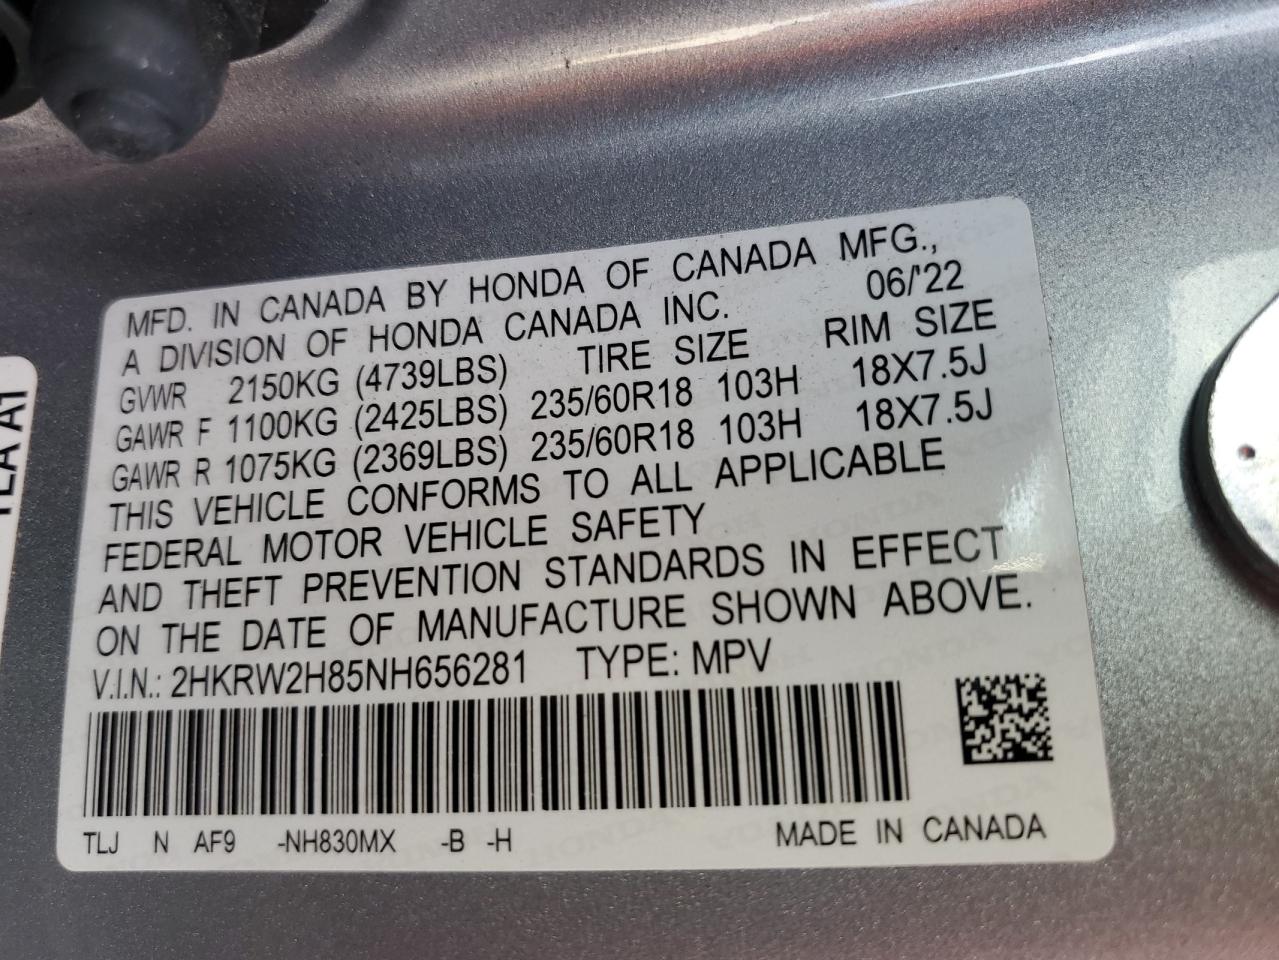 MFD. IN CANADA BY HONDA OF CANADA MFG.,
A DIVISION OF HONDA CANADA INC. 06/'22
GVWR 2150KG (4739LBS) TIRE SIZE RIM SIZE
GAWR F 1100KG (2425LBS) 235/60R18 103H 18X7.5J
GAWR R 1075KG (2369LBS) 235/60R18 103H 18X7.5J
THIS VEHICLE CONFORMS TO ALL APPLICABLE
FEDERAL MOTOR VEHICLE SAFETY
AND THEFT PREVENTION STANDARDS IN EFFECT
ON THE DATE OF MANUFACTURE SHOWN ABOVE.
V.I.N.: 2HKRW2H85NH656281 TYPE: MPV
TLJ N AF9 -NH830MX -B -H MADE IN CANADA